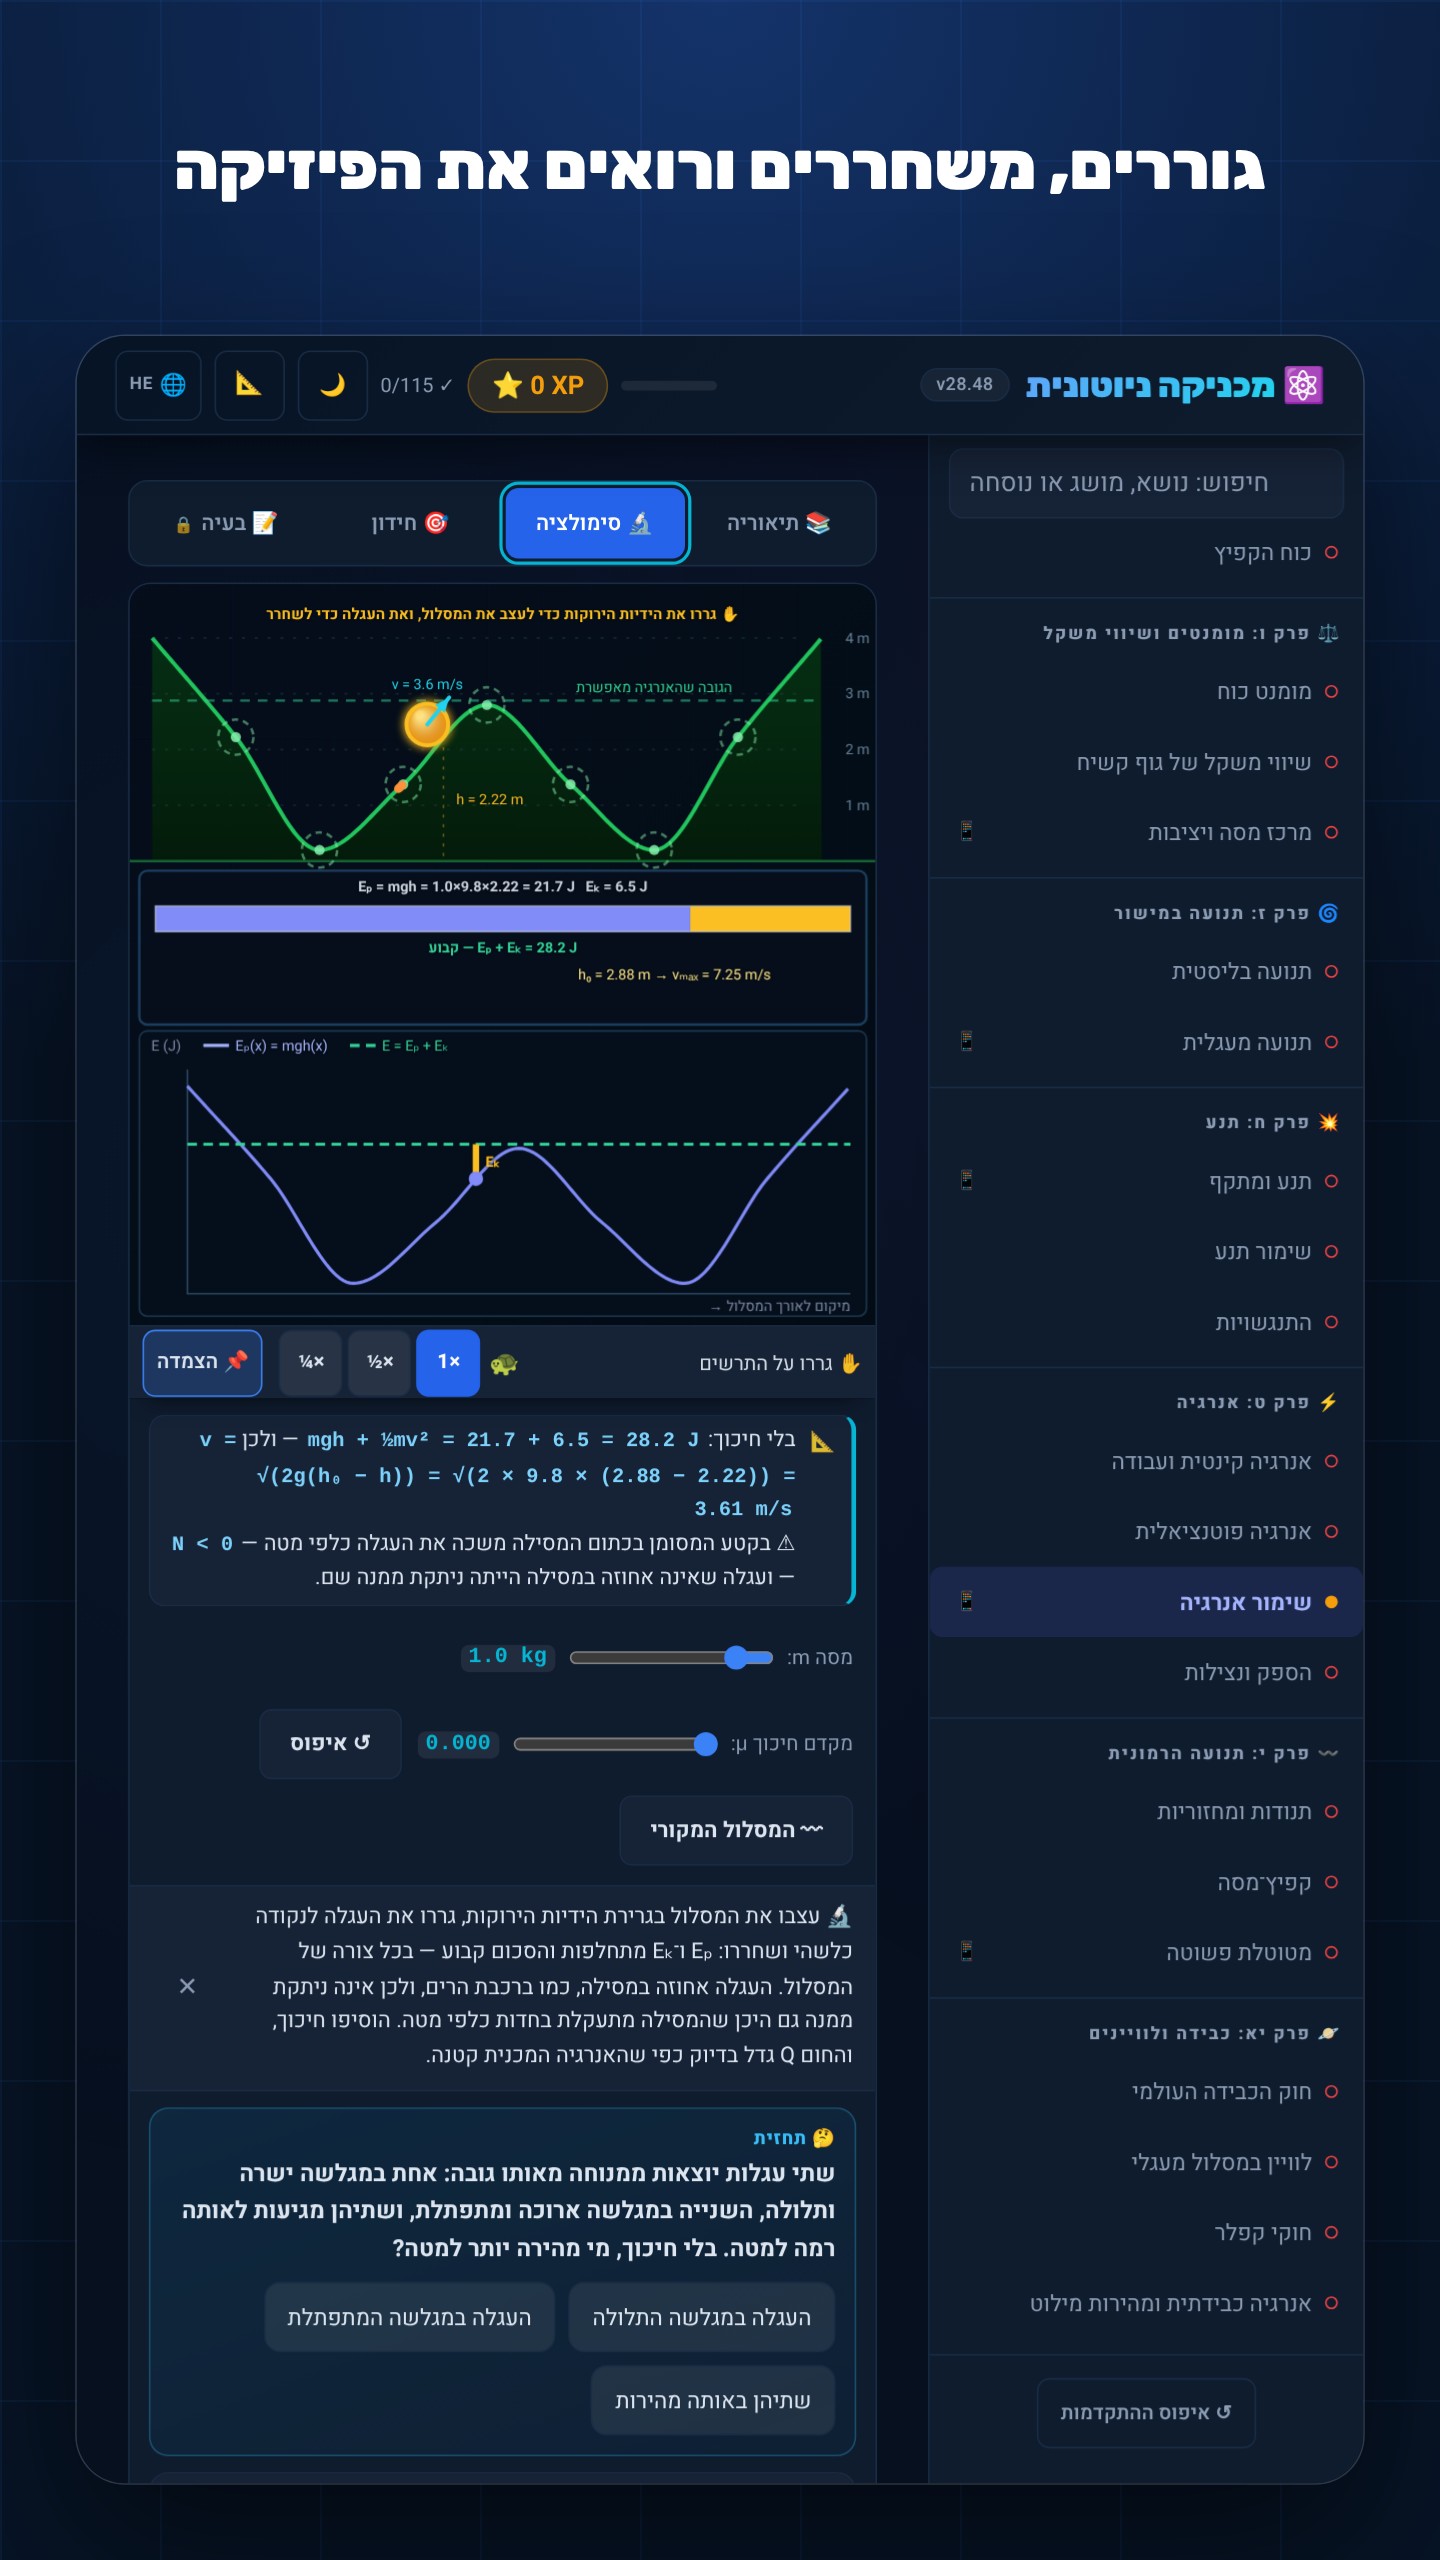 גוררים, משחררים ורואים את הפיזיקה
⚛️ מכניקה ניוטונית
v28.48
⭐ 0 XP
0/115 ✓
🌙
📐
🌐 HE
חיפוש: נושא, מושג או נוסחה
כוח הקפיץ
⚖️ פרק ו: מומנטים ושיווי משקל
מומנט כוח
שיווי משקל של גוף קשיח
מרכז מסה ויציבות 📱
🌀 פרק ז: תנועה במישור
תנועה בליסטית
תנועה מעגלית 📱
💥 פרק ח: תנע
תנע ומתקף 📱
שימור תנע
התנגשויות
⚡ פרק ט: אנרגיה
אנרגיה קינטית ועבודה
אנרגיה פוטנציאלית
שימור אנרגיה 📱
הספק ונצילות
〰️ פרק י: תנועה הרמונית
תנודות ומחזוריות
קפיץ־מסה
מטוטלת פשוטה 📱
🪐 פרק יא: כבידה ולוויינים
חוק הכבידה העולמי
לוויין במסלול מעגלי
חוקי קפלר
אנרגיה כבידתית ומהירות מילוט
↺ איפוס ההתקדמות
📚 תיאוריה
🔬 סימולציה
🎯 חידון
📝 בעיה 🔒
✋ גררו את הידיות הירוקות כדי לעצב את המסלול, ואת העגלה כדי לשחרר
4 m
3 m
2 m
1 m
v = 3.6 m/s
הגובה שהאנרגיה מאפשרת
h = 2.22 m
Eₚ = mgh = 1.0×9.8×2.22 = 21.7 J Eₖ = 6.5 J
Eₚ + Eₖ = 28.2 J — קבוע
h₀ = 2.88 m → vₘₐₓ = 7.25 m/s
E (J)
Eₚ(x) = mgh(x)
E = Eₚ + Eₖ
Eₖ
מיקום לאורך המסלול →
✋ גררו על התרשים
🐢
1×
½×
¼×
📌 הצמדה
📐 בלי חיכוך: mgh + ½mv² = 21.7 + 6.5 = 28.2 J — ולכן v =
√(2g(h₀ − h)) = √(2 × 9.8 × (2.88 − 2.22)) =
3.61 m/s
⚠ בקטע המסומן בכתום המסילה משכה את העגלה כלפי מטה — N < 0
— ועגלה שאינה אחוזה במסילה הייתה ניתקת ממנה שם.
מסה m:
1.0 kg
מקדם חיכוך μ:
0.000
↺ איפוס
〰️ המסלול המקורי
🔬 עצבו את המסלול בגרירת הידיות הירוקות, גררו את העגלה לנקודה
כלשהי ושחררו: Eₚ ו־Eₖ מתחלפות והסכום קבוע — בכל צורה של
המסלול. העגלה אחוזה במסילה, כמו ברכבת הרים, ולכן אינה ניתקת
ממנה גם היכן שהמסילה מתעקלת בחדות כלפי מטה. הוסיפו חיכוך,
והחום Q גדל בדיוק כפי שהאנרגיה המכנית קטנה.
✕
🤔 תחזית
שתי עגלות יוצאות ממנוחה מאותו גובה: אחת במגלשה ישרה
ותלולה, השנייה במגלשה ארוכה ומתפתלת, ושתיהן מגיעות לאותה
רמה למטה. בלי חיכוך, מי מהירה יותר למטה?
העגלה במגלשה התלולה
העגלה במגלשה המתפתלת
שתיהן באותה מהירות